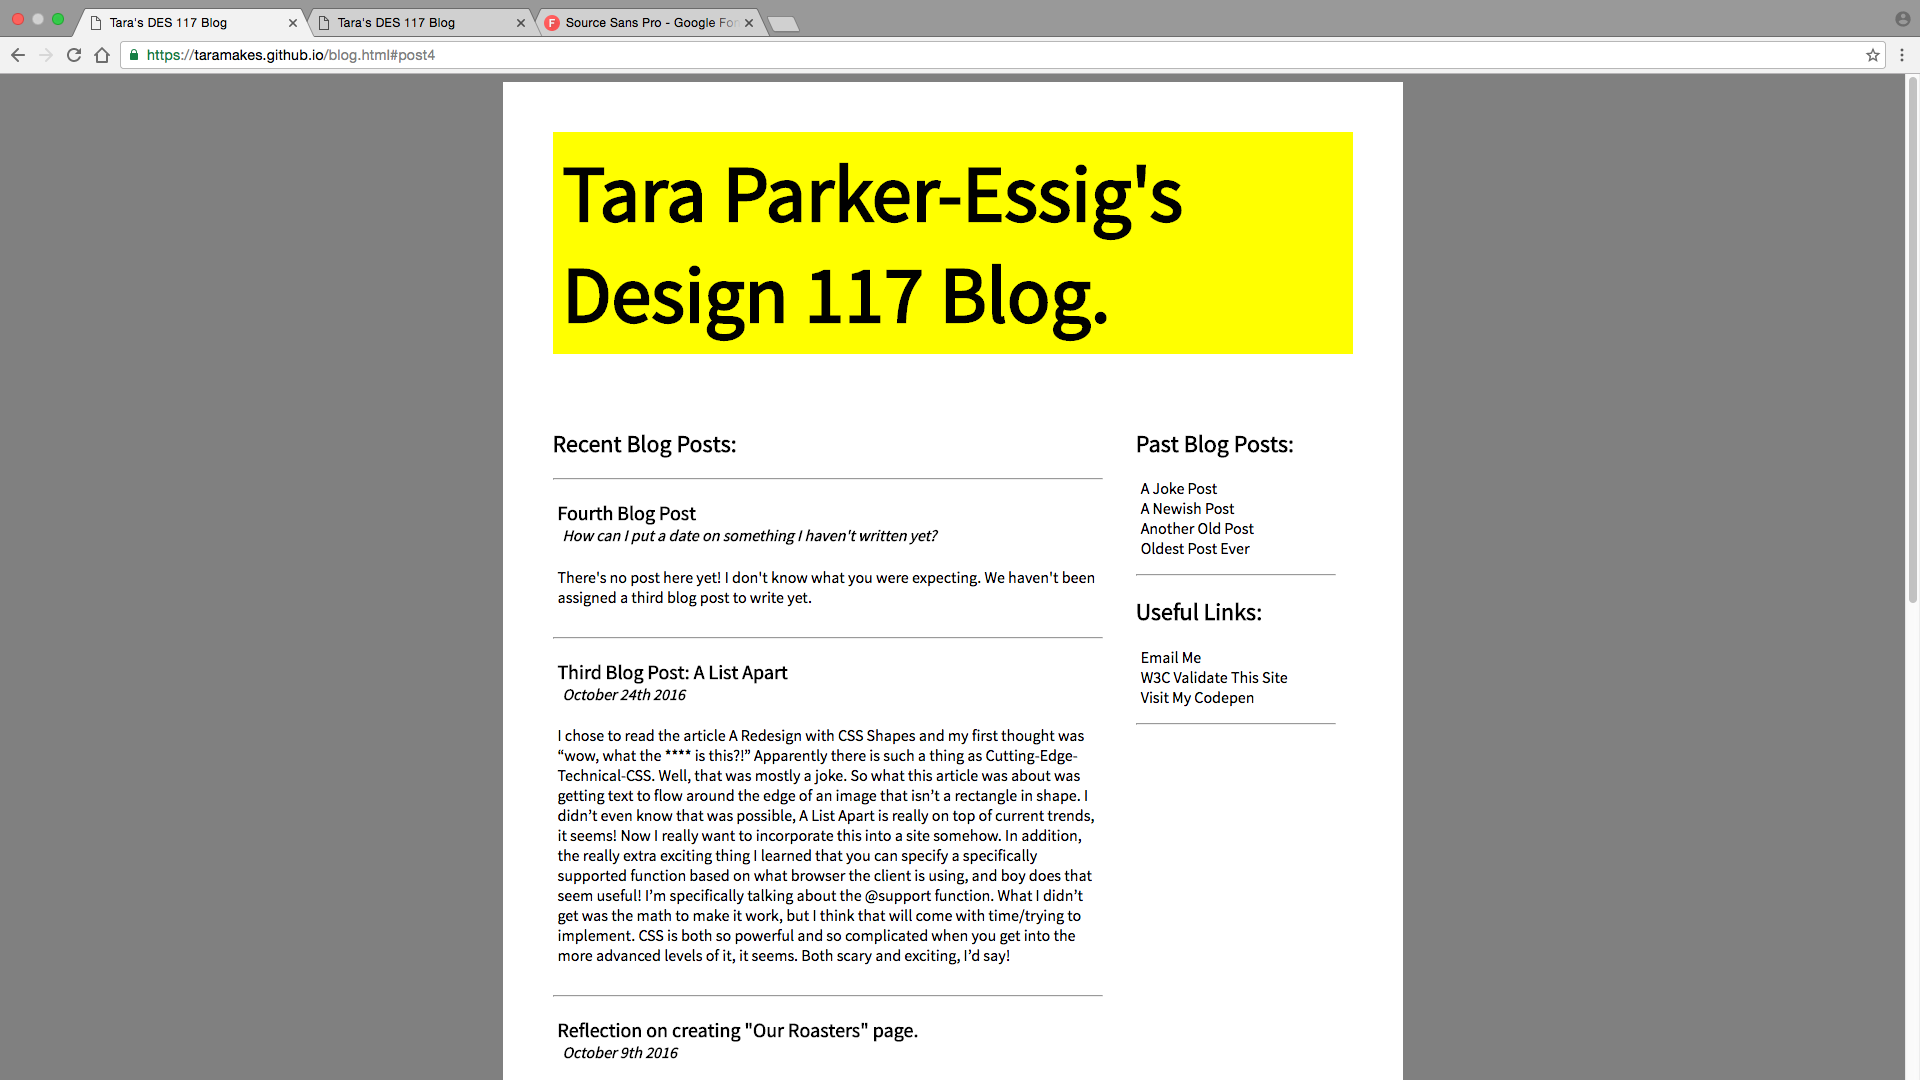 Tara's DES 117 Blog
Tara's DES 117 Blog
Source Sans Pro - Google Fo
https://taramakes.github.io/blog.html#post4
Tara Parker-Essig's
Design 117 Blog.
Recent Blog Posts:
Fourth Blog Post
How can I put a date on something I haven't written yet?
There's no post here yet! I don't know what you were expecting. We haven't been
assigned a third blog post to write yet.
Third Blog Post: A List Apart
October 24th 2016
I chose to read the article A Redesign with CSS Shapes and my first thought was
“wow, what the **** is this?!” Apparently there is such a thing as Cutting-Edge-
Technical-CSS. Well, that was mostly a joke. So what this article was about was
getting text to flow around the edge of an image that isn’t a rectangle in shape. I
didn’t even know that was possible, A List Apart is really on top of current trends,
it seems! Now I really want to incorporate this into a site somehow. In addition,
the really extra exciting thing I learned that you can specify a specifically
supported function based on what browser the client is using, and boy does that
seem useful! I’m specifically talking about the @support function. What I didn’t
get was the math to make it work, but I think that will come with time/trying to
implement. CSS is both so powerful and so complicated when you get into the
more advanced levels of it, it seems. Both scary and exciting, I’d say!
Reflection on creating "Our Roasters" page.
October 9th 2016
Past Blog Posts:
A Joke Post
A Newish Post
Another Old Post
Oldest Post Ever
Useful Links:
Email Me
W3C Validate This Site
Visit My Codepen